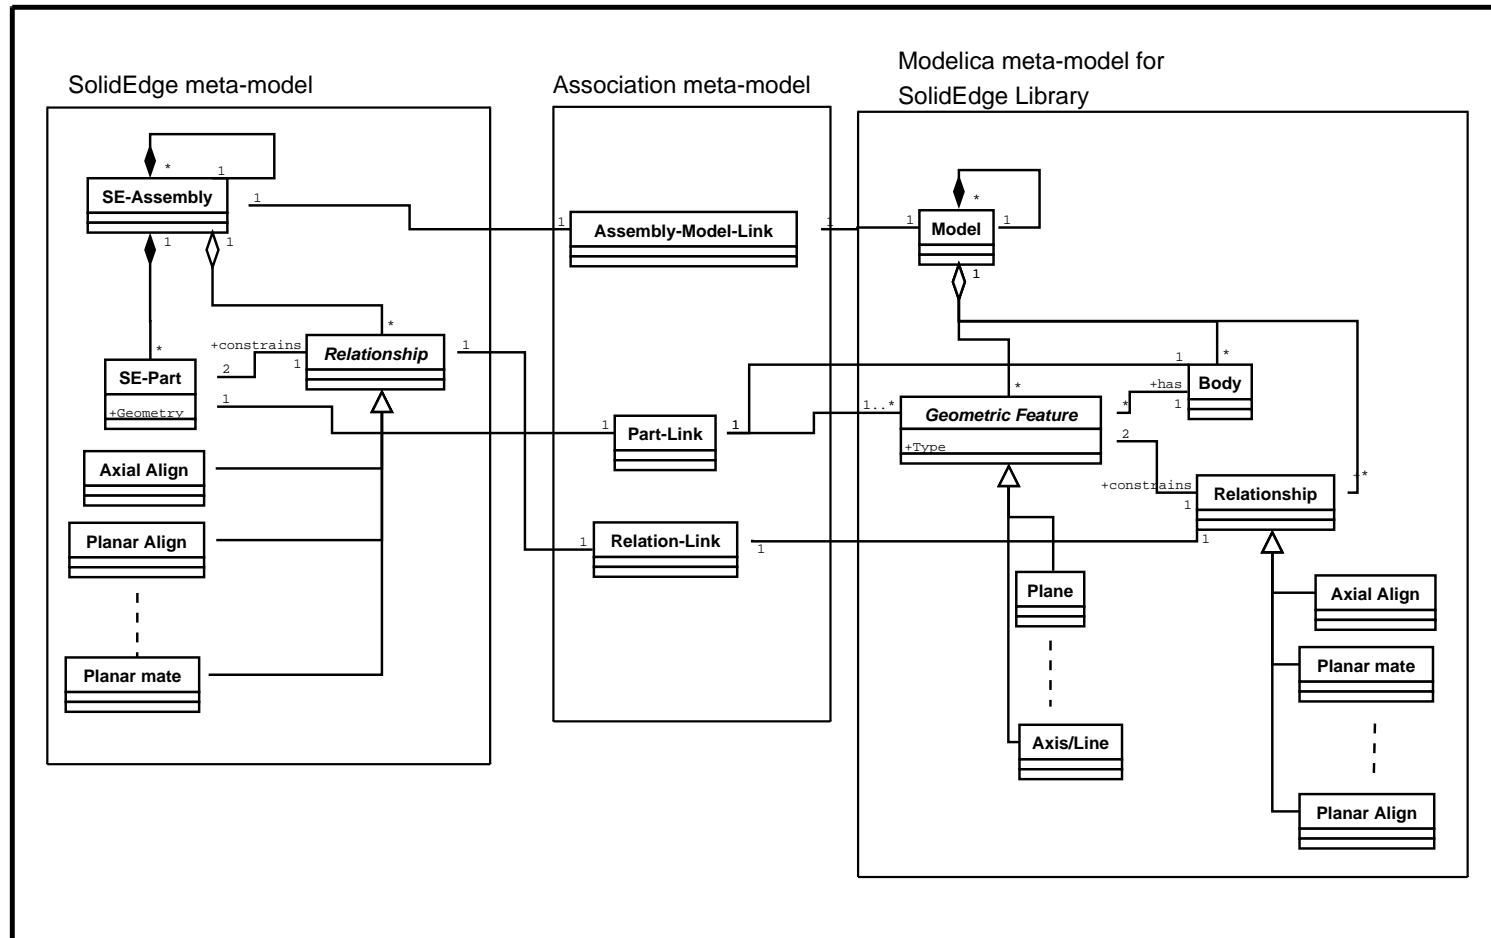 Modelica meta-model for
SolidEdge Library
SolidEdge meta-model
Association meta-model
*
1
SE-Assembly
1
1
1
*
+constrains
2
1
SE-Part
+Geometry
1
*
Relationship
1
Axial Align
Planar Align
Planar mate
1
Assembly-Model-Link
1
1
Part-Link
1
1
Relation-Link
1
*
1
Model
1
1
*
1..*
Geometric Feature
+Type
*
2
+has
1
1
*
Body
+constrains
1
1
Relationship
*
Plane
Axis/Line
Axial Align
Planar mate
Planar Align